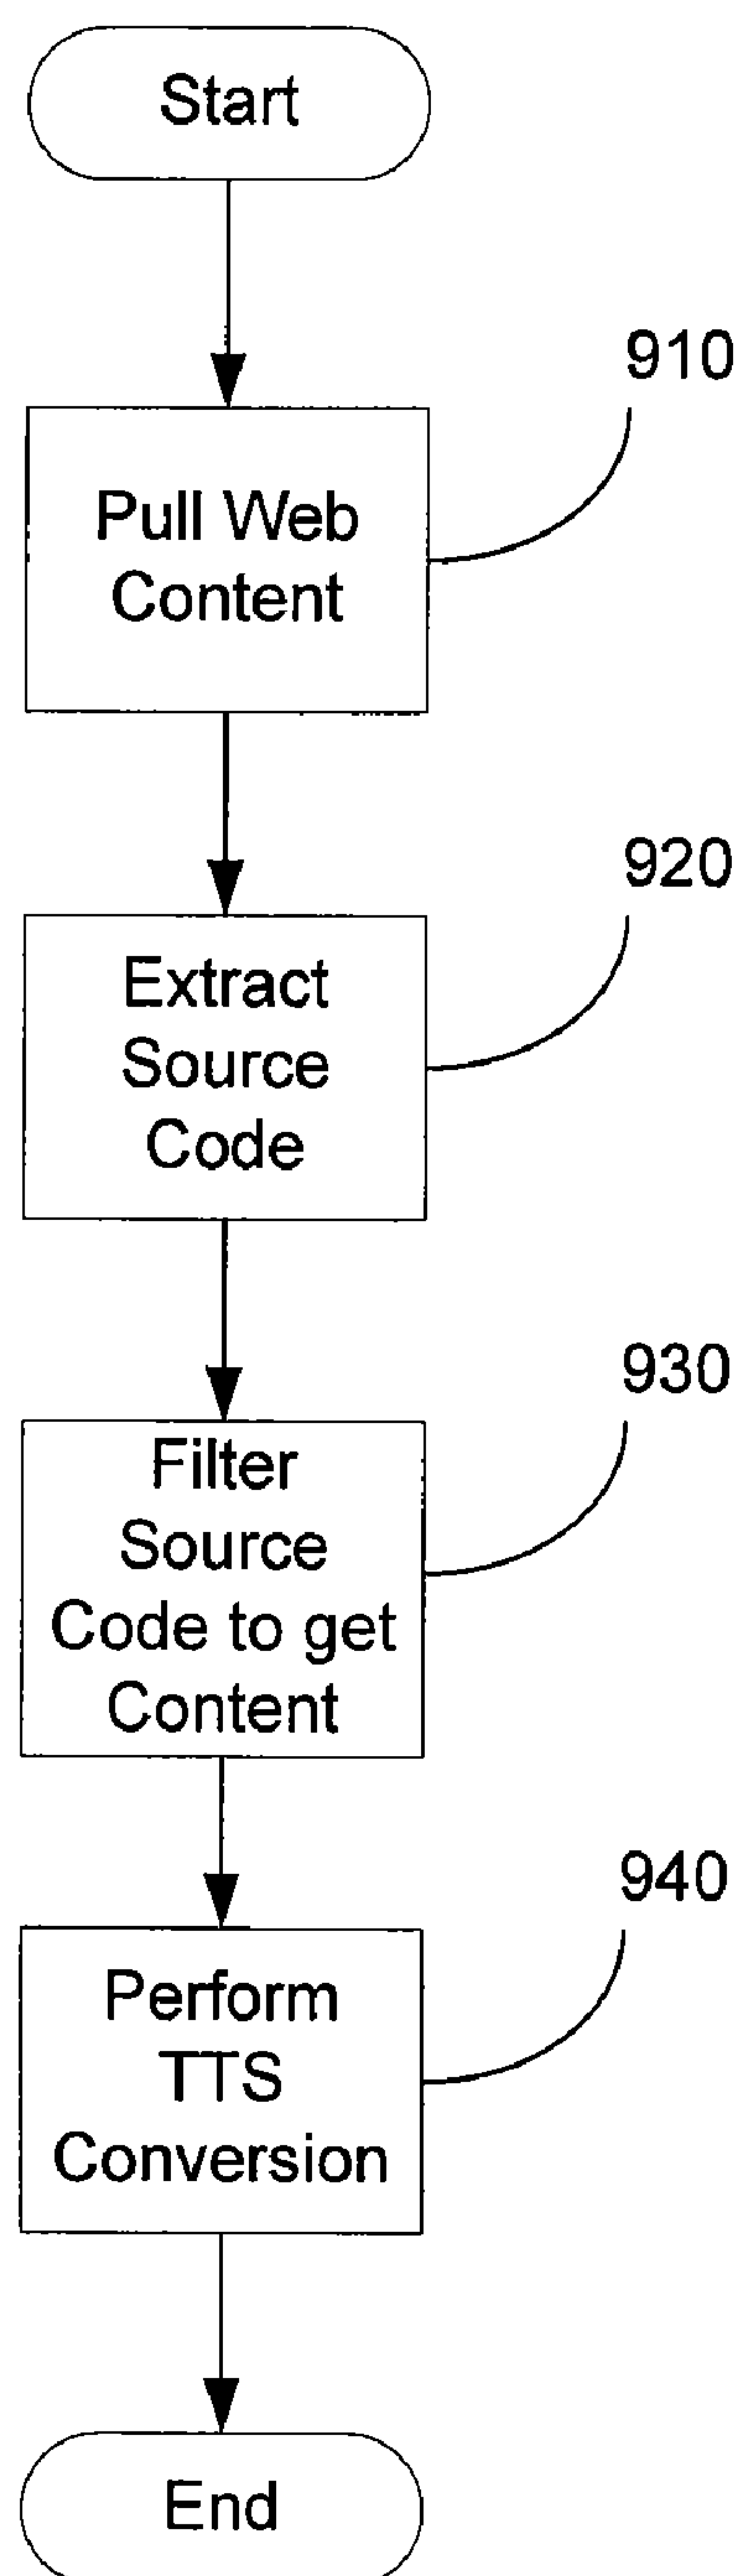 Start
910
Pull Web
Content
920
Extract
Source
Code
930
Filter
Source
Code to get
Content
940
Perform
TTS
Conversion
End